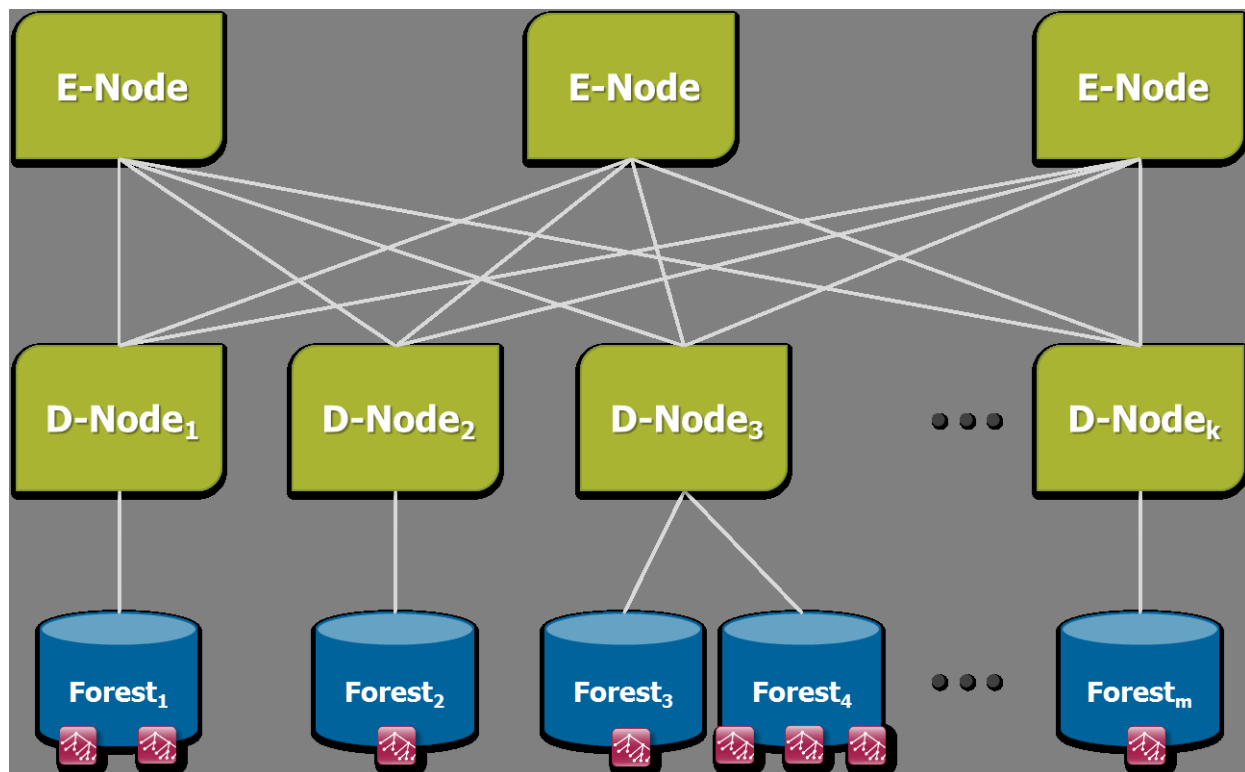 E-Node
E-Node
E-Node
D-Node₁
D-Node₂
D-Node₃
D-Nodeₖ
Forest₁
Forest₂
Forest₃
Forest₄
Forestₘ